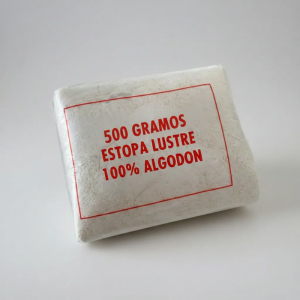 500 GRAMOS
ESTOPA LUSTRE
100% ALGODON